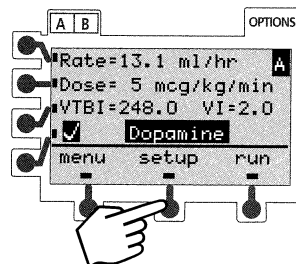 A B
OPTIONS
Rate=13.1 ml/hr A
Dose= 5 mcg/kg/min
VTBI=248.0 VI=2.0
✓ Dopamine
menu setup run